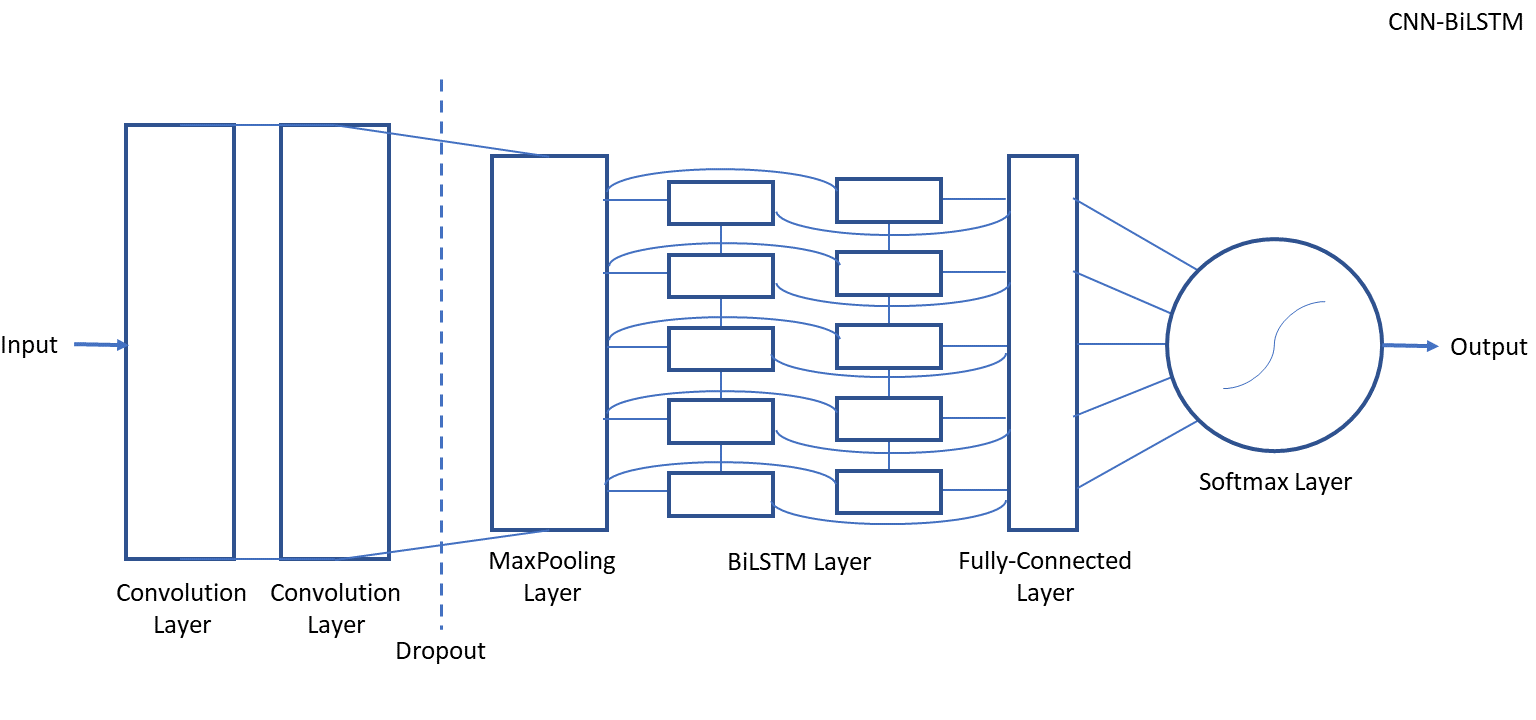 CNN-BiLSTM
Input
Convolution
Layer
Convolution
Layer
Dropout
MaxPooling
Layer
BiLSTM Layer
Fully-Connected
Layer
Softmax Layer
Output